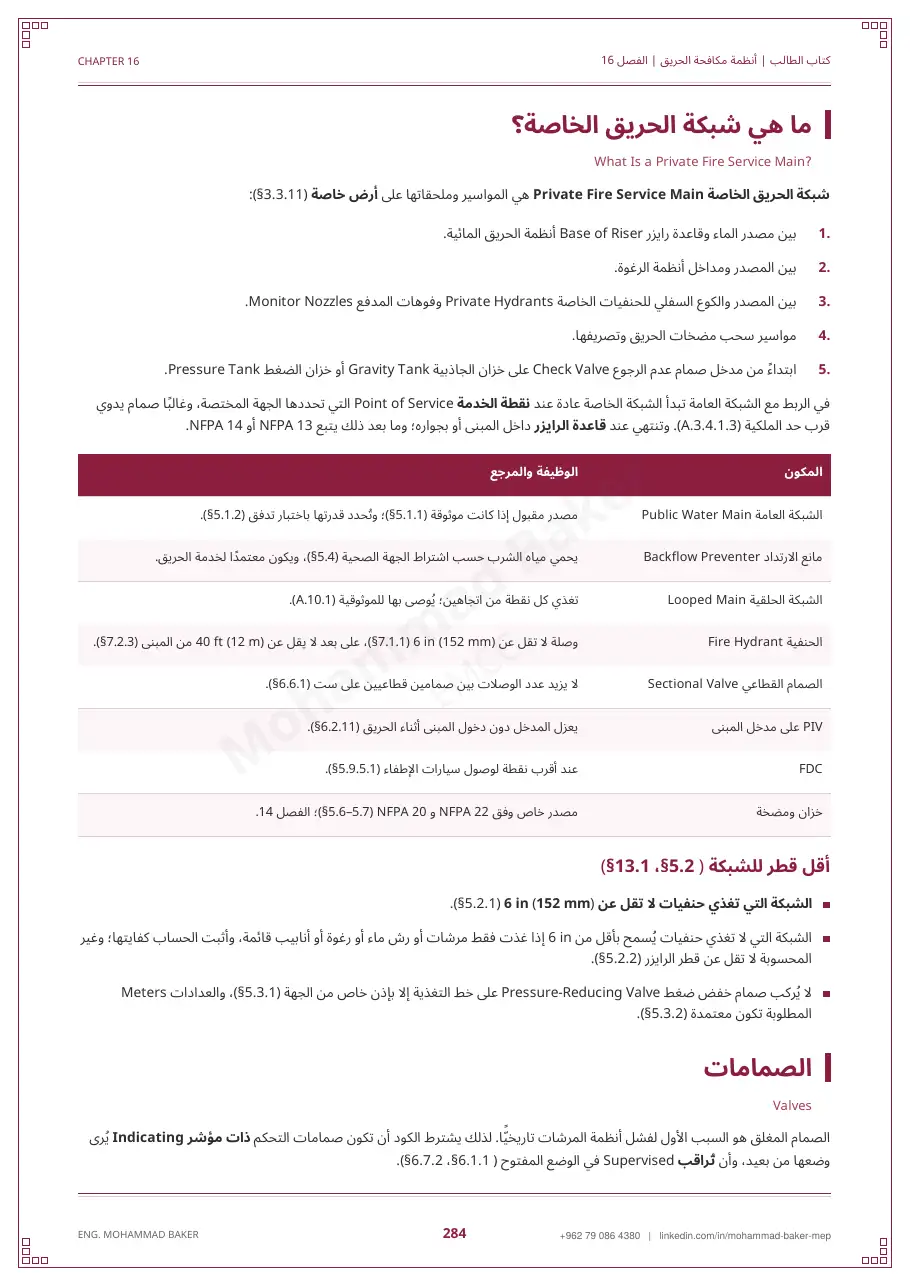 كتاب الطالب | أنظمة مكافحة الحريق | الفصل 16
CHAPTER 16
ما هي شبكة الحريق الخاصة؟
What Is a Private Fire Service Main?
شبكة الحريق الخاصة Private Fire Service Main هي المواسير وملحقاتها على أرض خاصة (§3.3.11):
1. بين مصدر الماء وقاعدة رايزر Base of Riser أنظمة الحريق المائية.
2. بين المصدر ومداخل أنظمة الرغوة.
3. بين المصدر والكوع السفلي للحنفيات الخاصة Private Hydrants وفوهات المدفع Monitor Nozzles.
4. مواسير سحب مضخات الحريق وتصريفها.
5. ابتداءً من مدخل صمام عدم الرجوع Check Valve على خزان الجاذبية Gravity Tank أو خزان الضغط Pressure Tank.
في الربط مع الشبكة العامة تبدأ الشبكة الخاصة عادة عند نقطة الخدمة Point of Service التي تحددها الجهة المختصة، وغالبًا صمام يدوي
قرب حد الملكية (A.3.4.1.3). وتنتهي عند قاعدة الرايزر داخل المبنى أو بجواره؛ وما بعد ذلك يتبع NFPA 13 أو NFPA 14.
المكون الوظيفة والمرجع
الشبكة العامة Public Water Main مصدر مقبول إذا كانت موثوقة (§5.1.1)؛ وتُحدد قدرتها باختبار تدفق (§5.1.2).
مانع الارتداد Backflow Preventer يحمي مياه الشرب حسب اشتراط الجهة الصحية (§5.4)، ويكون معتمدًا لخدمة الحريق.
الشبكة الحلقية Looped Main تغذي كل نقطة من اتجاهين؛ يُوصى بها للموثوقية (A.10.1).
الحنفية Fire Hydrant وصلة لا تقل عن 6 in (152 mm) (§7.1.1)، على بعد لا يقل عن 40 ft (12 m) من المبنى (§7.2.3).
الصمام القطاعي Sectional Valve لا يزيد عدد الوصلات بين صمامين قطاعيين على ست (§6.6.1).
PIV على مدخل المبنى يعزل المدخل دون دخول المبنى أثناء الحريق (§6.2.11).
FDC عند أقرب نقطة لوصول سيارات الإطفاء (§5.9.5.1).
خزان ومضخة مصدر خاص وفق NFPA 22 و NFPA 20 (§5.6–5.7)؛ الفصل 14.
Mohammad Baker
أقل قطر للشبكة ( §5.2، §13.1)
الشبكة التي تغذي حنفيات لا تقل عن 6 in (152 mm) (§5.2.1).
الشبكة التي لا تغذي حنفيات يُسمح بأقل من 6 in إذا غذت فقط مرشات أو رش ماء أو رغوة أو أنابيب قائمة، وأثبت الحساب كفايتها؛ وغير
المحسوبة لا تقل عن قطر الرايزر (§5.2.2).
لا يُركب صمام خفض ضغط Pressure-Reducing Valve على خط التغذية إلا بإذن خاص من الجهة (§5.3.1)، والعدادات Meters
المطلوبة تكون معتمدة (§5.3.2).
الصمامات
Valves
الصمام المغلق هو السبب الأول لفشل أنظمة المرشات تاريخيًّا. لذلك يشترط الكود أن تكون صمامات التحكم ذات مؤشر Indicating يُرى
وضعها من بعيد، وأن تُراقب Supervised في الوضع المفتوح ( §6.1.1، §6.7.2).
ENG. MOHAMMAD BAKER
284
+962 79 086 4380 | linkedin.com/in/mohammad-baker-mep